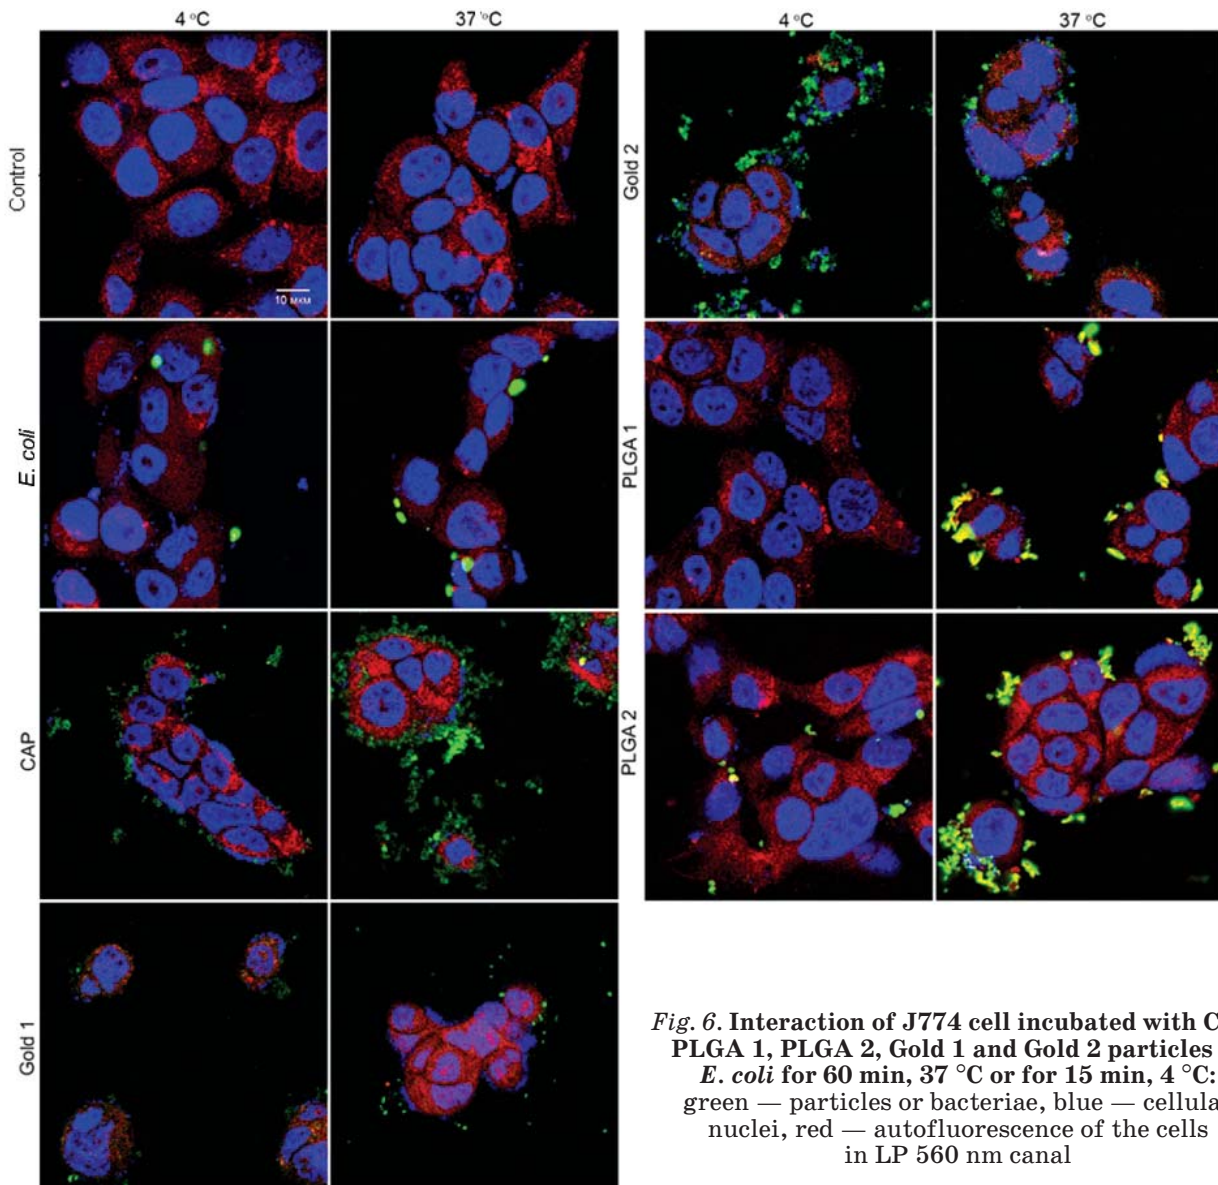 4 °C
37 °C
4 °C
37 °C
Control
10 мкм
E. coli
CAP
Gold 1
Gold 2
PLGA 1
PLGA 2
Fig. 6. Interaction of J774 cell incubated with
PLGA 1, PLGA 2, Gold 1 and Gold 2 particles
E. coli for 60 min, 37 °C or for 15 min, 4 °C:
green — particles or bacteriae, blue — cellula
nuclei, red — autofluorescence of the cells
in LP 560 nm canal